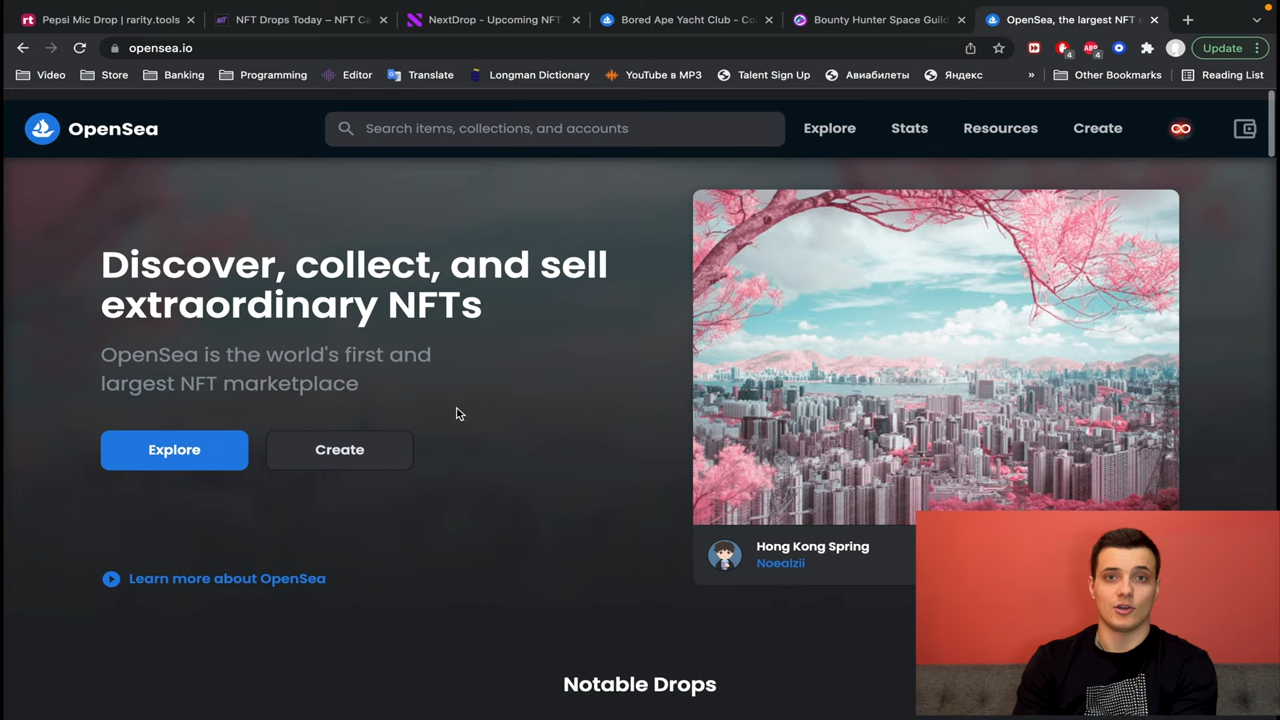 Pepsi Mic Drop | rarity.tools
NFT Drops Today – NFT Ca
NextDrop - Upcoming NFT
Bored Ape Yacht Club - Co
Bounty Hunter Space Guild
OpenSea, the largest NFT
opensea.io
4
ABP
4
Update
Video
Store
Banking
Programming
Editor
Translate
Longman Dictionary
YouTube в MP3
Talent Sign Up
Авиабилеты
Яндекс
»
Other Bookmarks
Reading List
OpenSea
Search items, collections, and accounts
Explore
Stats
Resources
Create
Discover, collect, and sell
extraordinary NFTs
OpenSea is the world's first and
largest NFT marketplace
Explore
Create
Learn more about OpenSea
Hong Kong Spring
Noealzii
Notable Drops